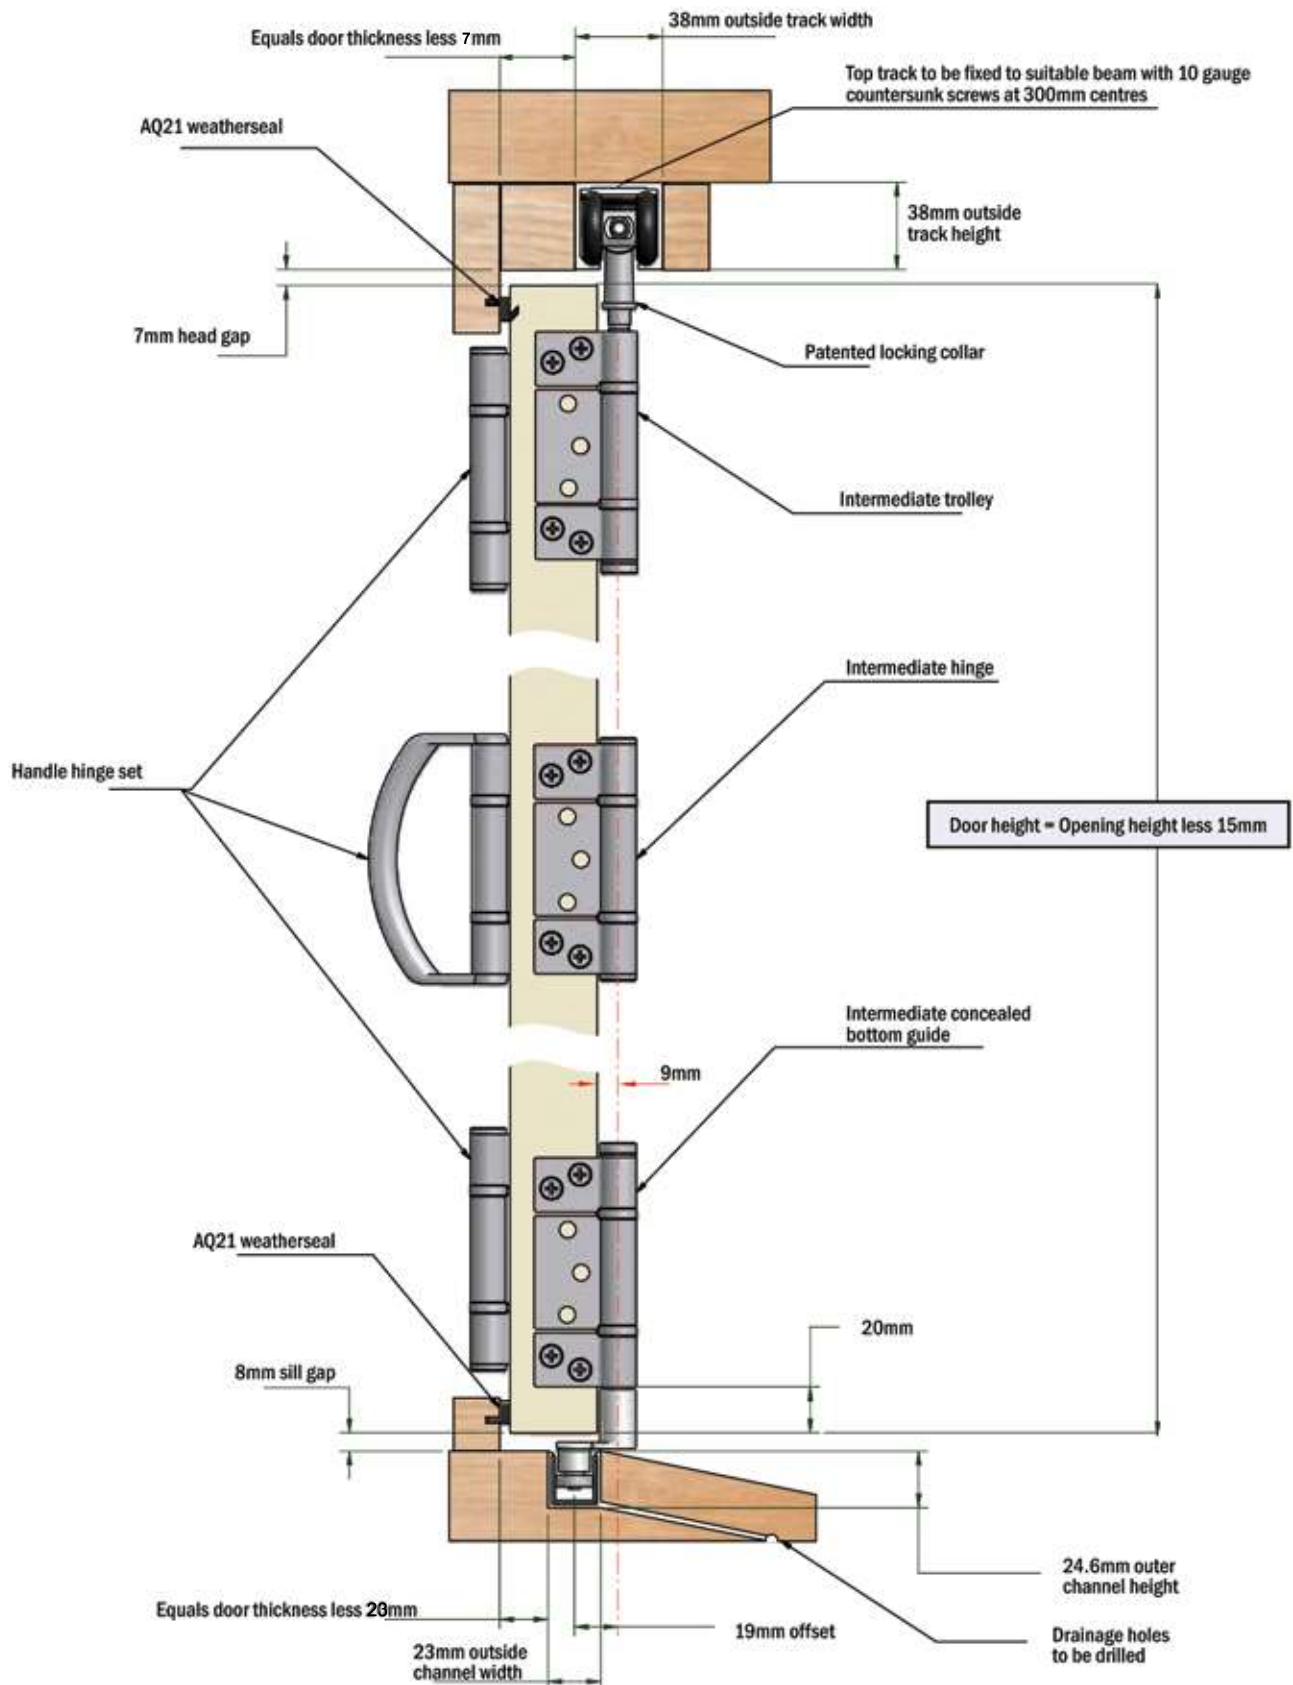 38mm outside track width
Equals door thickness less 7mm
Top track to be fixed to suitable beam with 10 gauge
countersunk screws at 300mm centres
AQ21 weatherseal
38mm outside
track height
7mm head gap
Patented locking collar
Intermediate trolley
Intermediate hinge
Handle hinge set
Door height = Opening height less 15mm
Intermediate concealed
bottom guide
9mm
AQ21 weatherseal
20mm
8mm sill gap
24.6mm outer
channel height
Equals door thickness less
19mm offset
23mm outside
channel width
Drainage holes
to be drilled